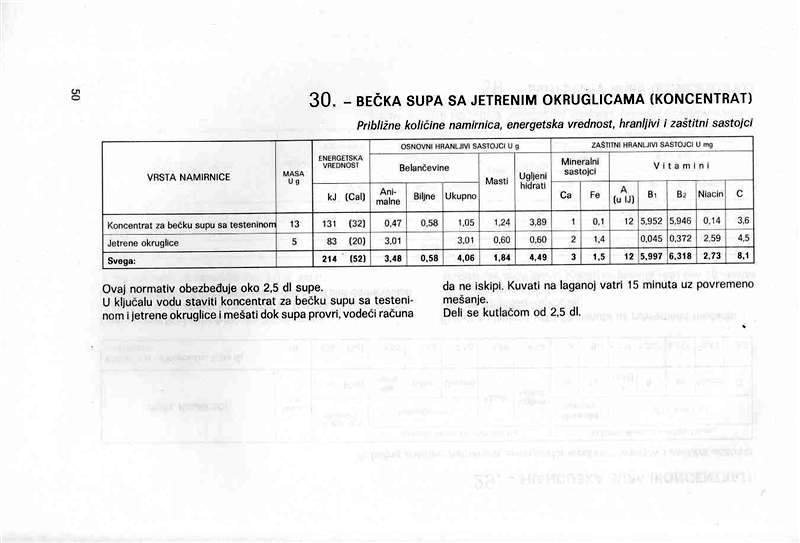 50
30. – BEČKA SUPA SA JETRENIM OKRUGLICAMA (KONCENTRAT)
Približne količine namirnica, energetska vrednost, hranljivi i zaštitni sastojci
VRSTA NAMIRNICE | MASA U g | ENERGETSKA VREDNOST | OSNOVNI HRANLJIVI SASTOJCI U g | ZAŠTITNI HRANLJIVI SASTOJCI U mg
Belančevine | Masti | Ugljeni hidrati | Mineralni sastojci | Vitamini
kJ (Cal) | Animalne | Biljne | Ukupno | Ca | Fe | A (u IJ) | B1 | B2 | Niacin | C
Koncentrat za bečku supu sa testeninom 13 131 (32) 0,47 0,58 1,05 1,24 3,89 1 0,1 12 5,952 5,946 0,14 3,6
Jetrene okruglice 5 83 (20) 3,01 3,01 0,60 0,60 2 1,4 0,045 0,372 2,59 4,5
Svega: 214 (52) 3,48 0,58 4,06 1,84 4,49 3 1,5 12 5,997 6,318 2,73 8,1
Ovaj normativ obezbeđuje oko 2,5 dl supe.
U ključalu vodu staviti koncentrat za bečku supu sa testeni-
nom i jetrene okruglice i mešati dok supa provri, vodeći računa
da ne iskipi. Kuvati na laganoj vatri 15 minuta uz povremeno
mešanje.
Deli se kutlačom od 2,5 dl.